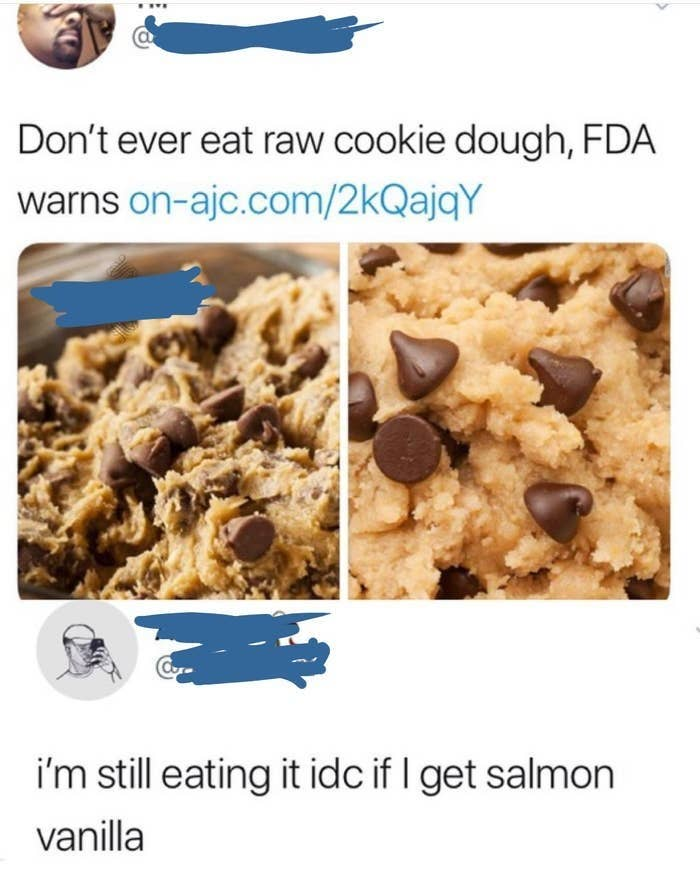 @
Don't ever eat raw cookie dough, FDA
warns on-ajc.com/2kQajqY
@
i'm still eating it idc if I get salmon
vanilla